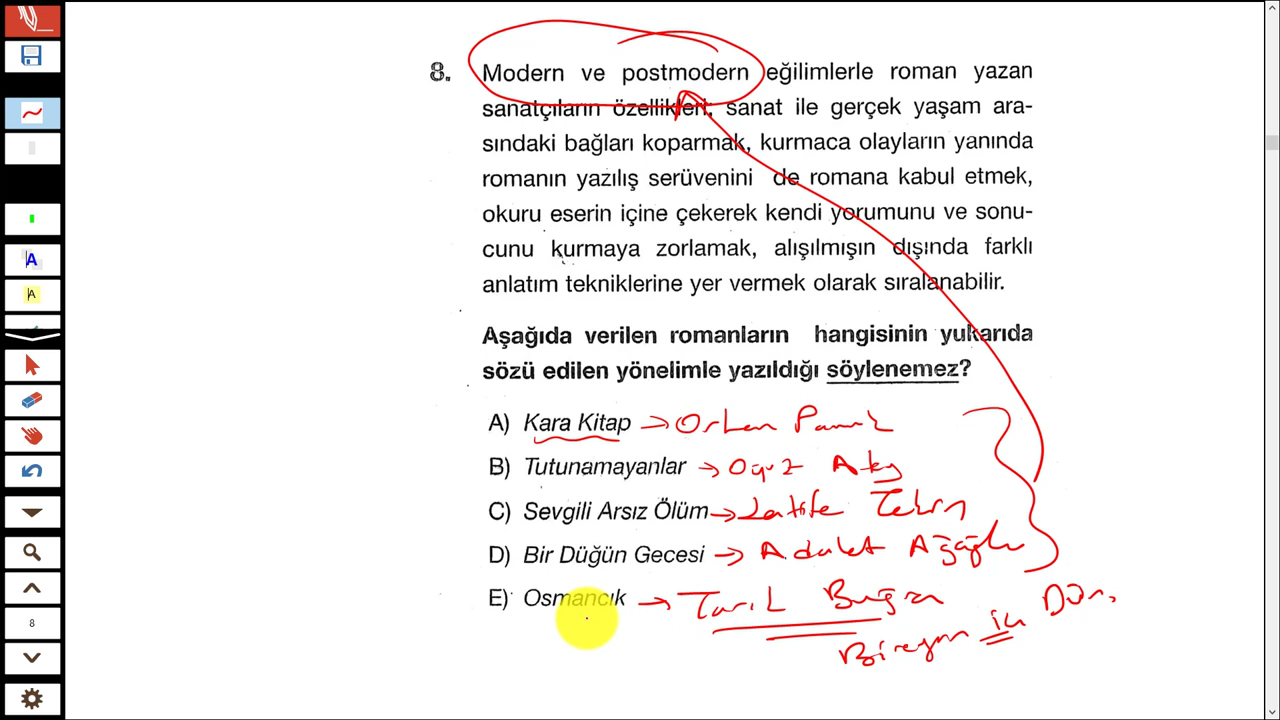 8. Modern ve postmodern eğilimlerle roman yazan
sanatçıların özellikleri; sanat ile gerçek yaşam ara-
sındaki bağları koparmak, kurmaca olayların yanında
romanın yazılış serüvenini de romana kabul etmek,
okuru eserin içine çekerek kendi yorumunu ve sonu-
cunu kurmaya zorlamak, alışılmışın dışında farklı
anlatım tekniklerine yer vermek olarak sıralanabilir.
Aşağıda verilen romanların hangisinin yukarıda
sözü edilen yönelimle yazıldığı söylenemez?
A) Kara Kitap → Orhan Pamuk
B) Tutunamayanlar → Oğuz Atay
C) Sevgili Arsız Ölüm → Latife Tekin
D) Bir Düğün Gecesi → Adalet Ağaoğlu
E) Osmancık → Tarık Buğra
Bireyin iç Dün.
A
A
8